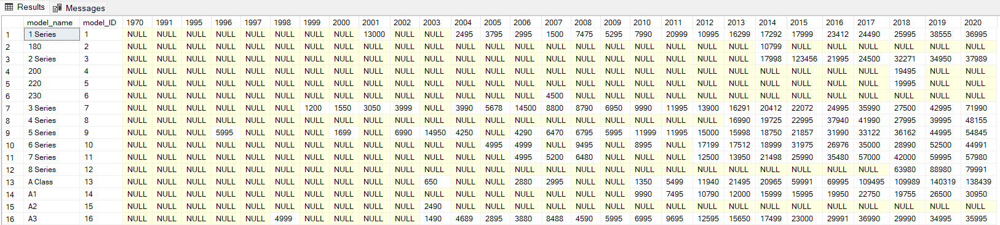 Results Messages
model_name model_ID 1970 1991 1995 1996 1997 1998 1999 2000 2001 2002 2003 2004 2005 2006 2007 2008 2009 2010 2011 2012 2013 2014 2015 2016 2017 2018 2019 2020
1 1 Series 1 NULL NULL NULL NULL NULL NULL NULL NULL 13000 NULL NULL 2495 3795 2995 1500 7475 5295 7990 20999 10995 16299 17292 17999 23412 24490 25995 38555 36995
2 180 2 NULL NULL NULL NULL NULL NULL NULL NULL NULL NULL NULL NULL NULL NULL NULL NULL NULL NULL NULL NULL NULL 10799 NULL NULL NULL NULL NULL NULL
3 2 Series 3 NULL NULL NULL NULL NULL NULL NULL NULL NULL NULL NULL NULL NULL NULL NULL NULL NULL NULL NULL NULL NULL 17998 123456 21995 24500 32271 34950 37989
4 200 4 NULL NULL NULL NULL NULL NULL NULL NULL NULL NULL NULL NULL NULL NULL NULL NULL NULL NULL NULL NULL NULL NULL NULL NULL NULL 19495 NULL NULL
5 220 5 NULL NULL NULL NULL NULL NULL NULL NULL NULL NULL NULL NULL NULL NULL NULL NULL NULL NULL NULL NULL NULL NULL NULL NULL NULL 19995 NULL NULL
6 230 6 NULL NULL NULL NULL NULL NULL NULL NULL NULL NULL NULL NULL NULL NULL 4500 NULL NULL NULL NULL NULL NULL NULL NULL NULL NULL NULL NULL NULL
7 3 Series 7 NULL NULL NULL NULL NULL NULL 1200 1550 3050 3999 NULL 3990 5678 14500 8800 8790 6950 9990 11995 13900 16291 20412 22072 24995 35990 27500 42995 71990
8 4 Series 8 NULL NULL NULL NULL NULL NULL NULL NULL NULL NULL NULL NULL NULL NULL NULL NULL NULL NULL NULL NULL 16990 19725 22995 37940 41990 27995 39995 48155
9 5 Series 9 NULL NULL NULL 5995 NULL NULL NULL 1699 NULL 6990 14950 4250 NULL 4290 6470 6795 5995 11999 11995 15000 15998 18750 21857 31990 33122 36162 44995 54845
10 6 Series 10 NULL NULL NULL NULL NULL NULL NULL NULL NULL NULL NULL NULL 4995 4999 NULL 9495 NULL 8995 NULL 17199 17512 18999 31975 26976 35000 28990 52500 44991
11 7 Series 11 NULL NULL NULL NULL NULL NULL NULL NULL NULL NULL NULL NULL NULL 4995 5200 6480 NULL NULL NULL 12500 13950 21498 25990 35480 57000 42000 59995 57980
12 8 Series 12 NULL NULL NULL NULL NULL NULL NULL NULL NULL NULL NULL NULL NULL NULL NULL NULL NULL NULL NULL NULL NULL NULL NULL NULL NULL 63980 88980 79991
13 A Class 13 NULL NULL NULL NULL NULL NULL NULL NULL NULL NULL 650 NULL NULL 2880 2995 NULL NULL 1350 5499 11940 21495 20965 59991 69995 109495 109989 140319 138439
14 A1 14 NULL NULL NULL NULL NULL NULL NULL NULL NULL NULL NULL NULL NULL NULL NULL NULL NULL 9990 7495 10790 12000 15999 15995 19950 22750 19755 26500 30950
15 A2 15 NULL NULL NULL NULL NULL NULL NULL NULL NULL NULL 2490 NULL NULL NULL NULL NULL NULL NULL NULL NULL NULL NULL NULL NULL NULL NULL NULL NULL
16 A3 16 NULL NULL NULL NULL NULL 4999 NULL NULL NULL NULL 1490 4689 2895 3880 8488 4590 5995 6995 9695 12595 15650 17499 23000 29991 36990 29990 34995 35995